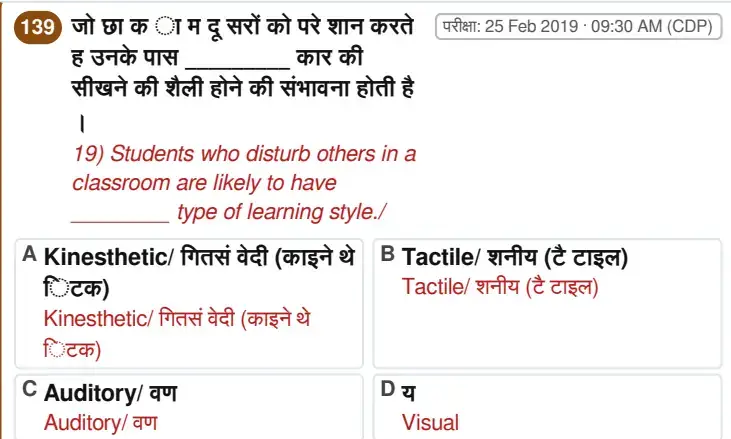 139 जो छा क ाम दू सरों को परे शान करते
परीक्षा: 25 Feb 2019 · 09:30 AM (CDP)
ह उनके पास _________ कार की
सीखने की शैली होने की संभावना होती है
।
19) Students who disturb others in a
classroom are likely to have
_________ type of learning style./
A Kinesthetic/ गितसं वेदी (काइने थे
िटक)
Kinesthetic/ गितसं वेदी (काइने थे
िटक)
B Tactile/ शनीय (टै टाइल)
Tactile/ शनीय (टै टाइल)
C Auditory/ वण
Auditory/ वण
D य
Visual